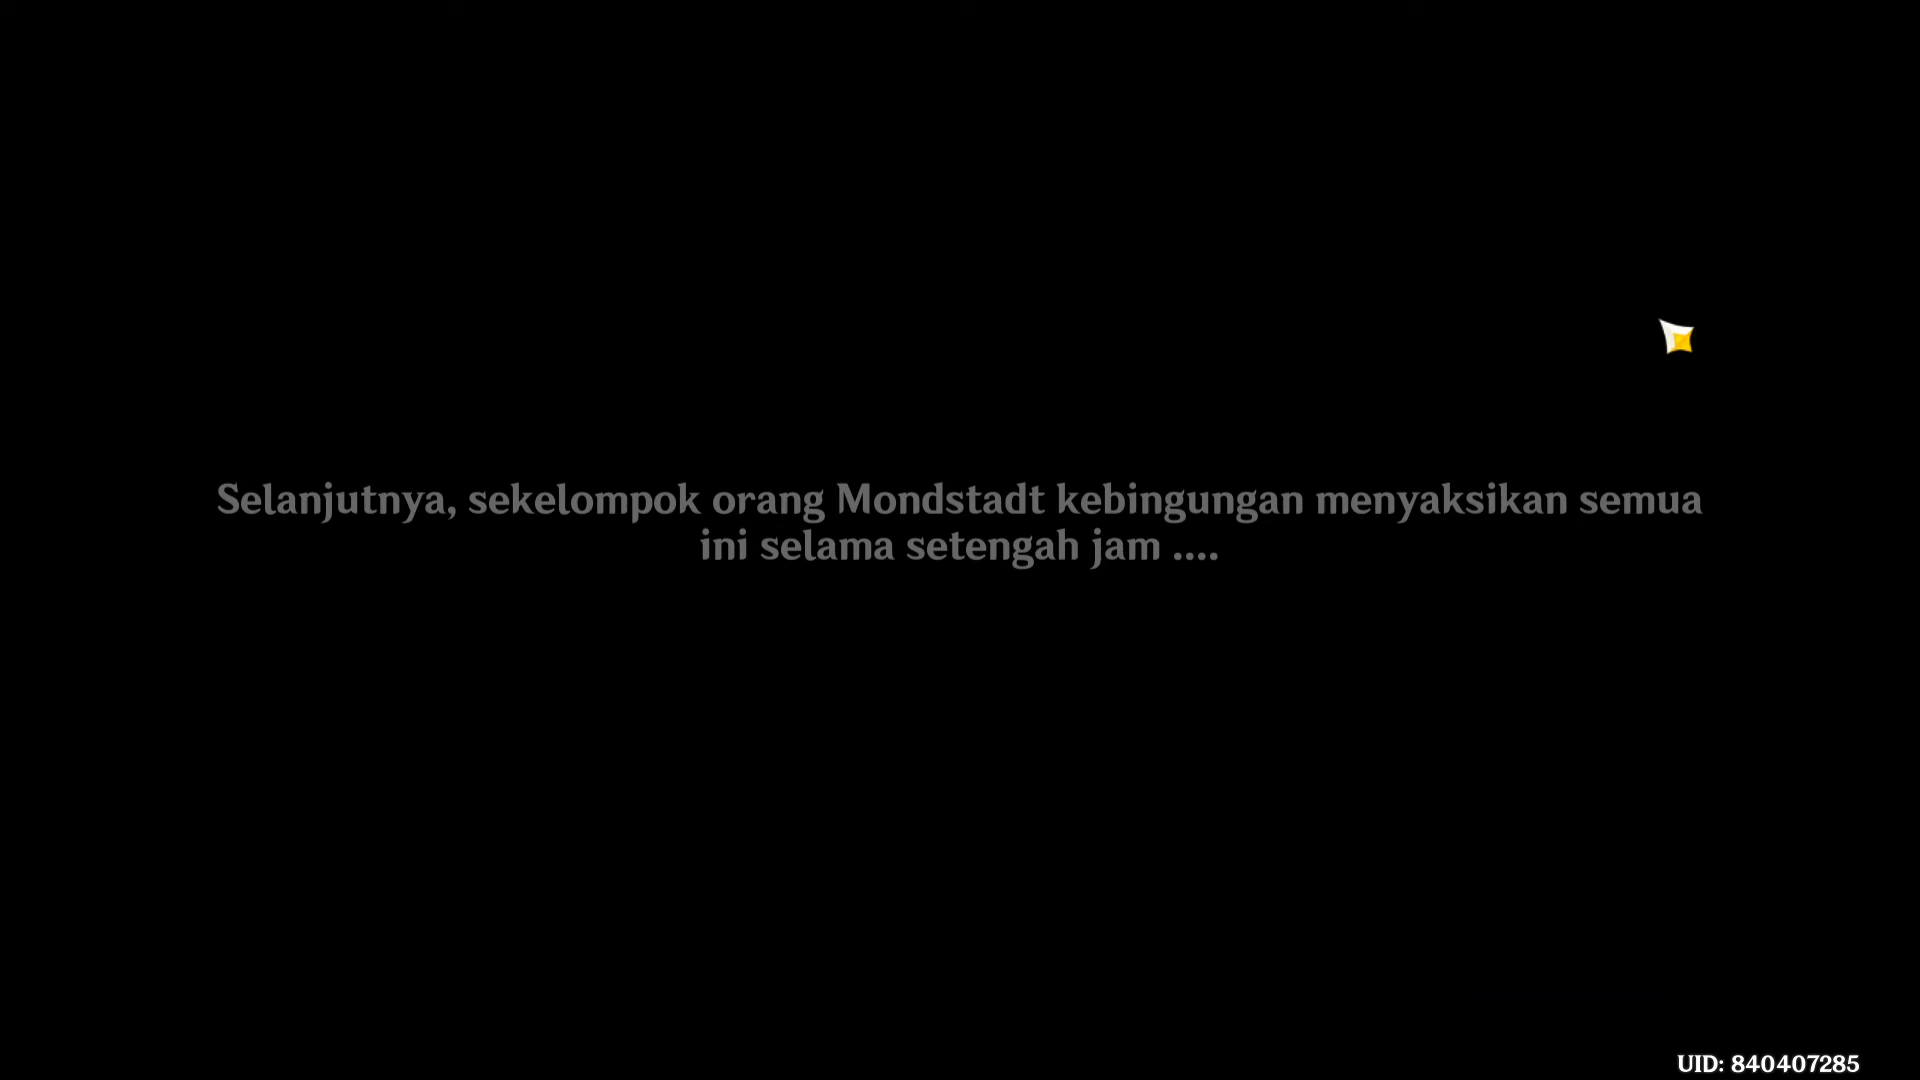 Selanjutnya, sekelompok orang Mondstadt kebingungan menyaksikan semua
ini selama setengah jam ....
UID: 840407285